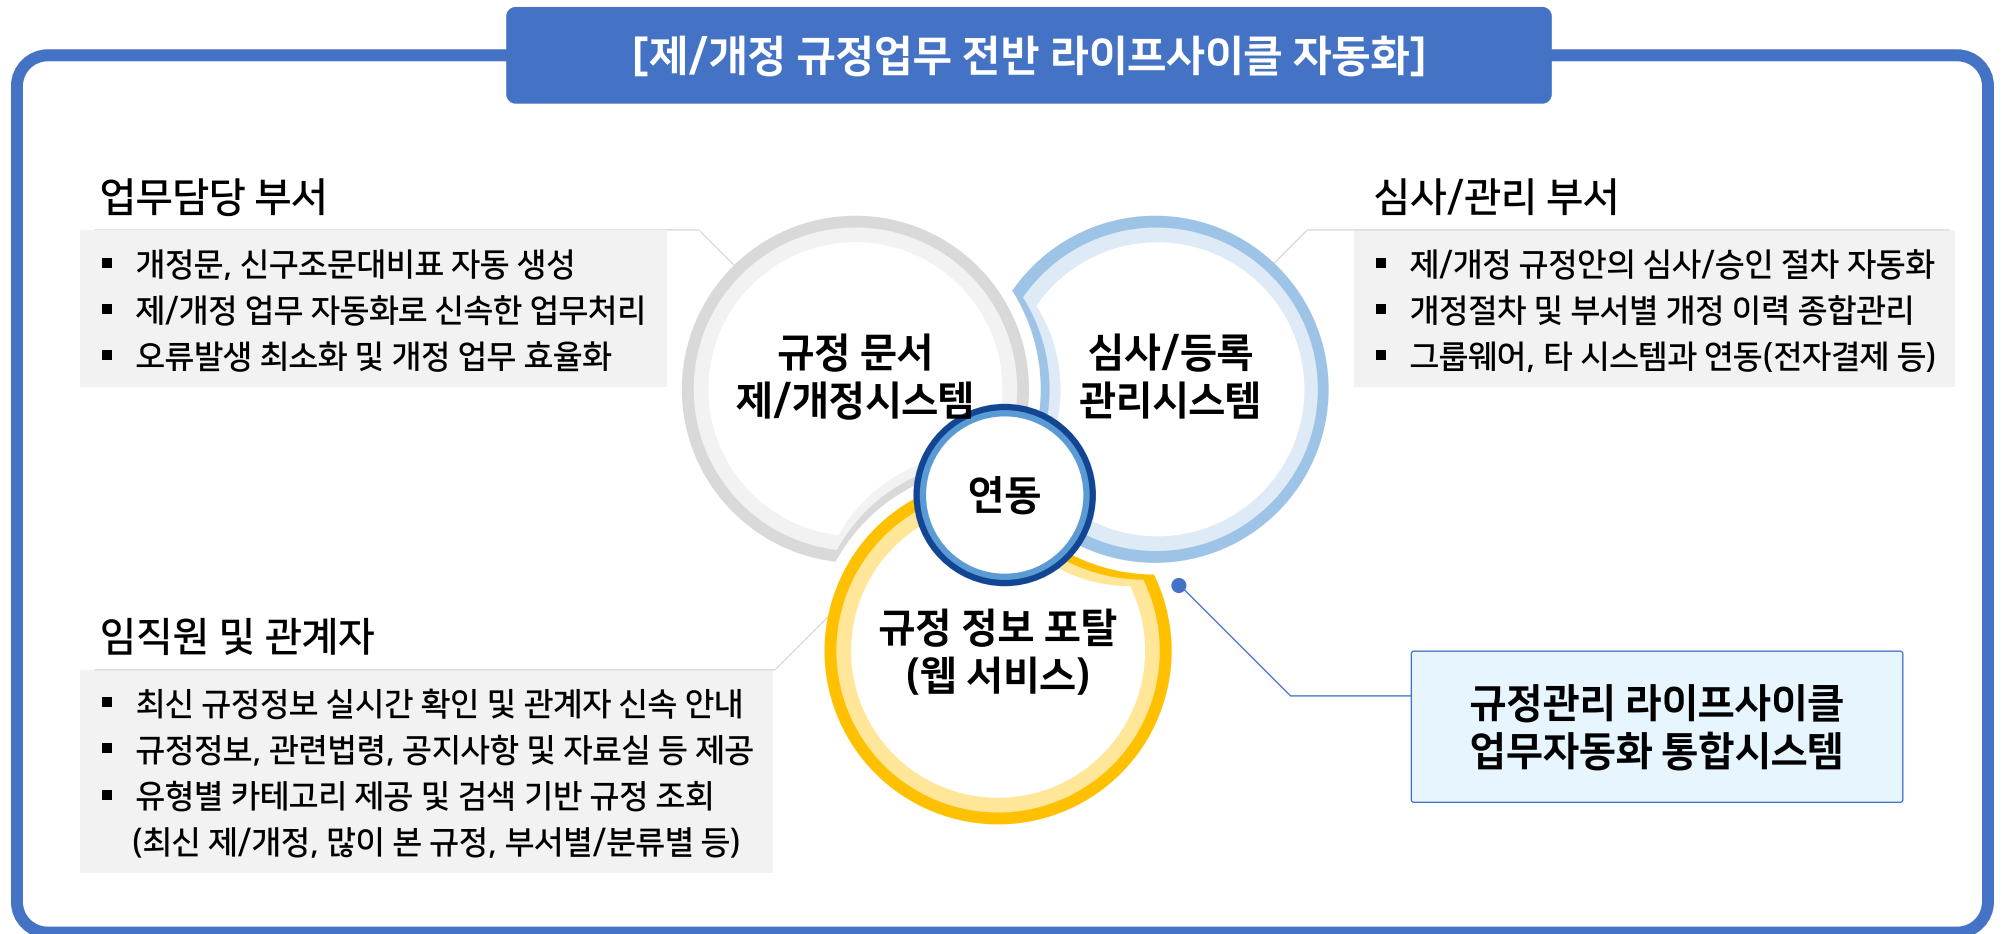 [제/개정 규정업무 전반 라이프사이클 자동화]
업무담당 부서
▪ 개정문, 신구조문대비표 자동 생성
▪ 제/개정 업무 자동화로 신속한 업무처리
▪ 오류발생 최소화 및 개정 업무 효율화
심사/관리 부서
▪ 제/개정 규정안의 심사/승인 절차 자동화
▪ 개정절차 및 부서별 개정 이력 종합관리
▪ 그룹웨어, 타 시스템과 연동(전자결제 등)
규정 문서
제/개정시스템
심사/등록
관리시스템
연동
규정 정보 포탈
(웹 서비스)
임직원 및 관계자
▪ 최신 규정정보 실시간 확인 및 관계자 신속 안내
▪ 규정정보, 관련법령, 공지사항 및 자료실 등 제공
▪ 유형별 카테고리 제공 및 검색 기반 규정 조회
(최신 제/개정, 많이 본 규정, 부서별/분류별 등)
규정관리 라이프사이클
업무자동화 통합시스템